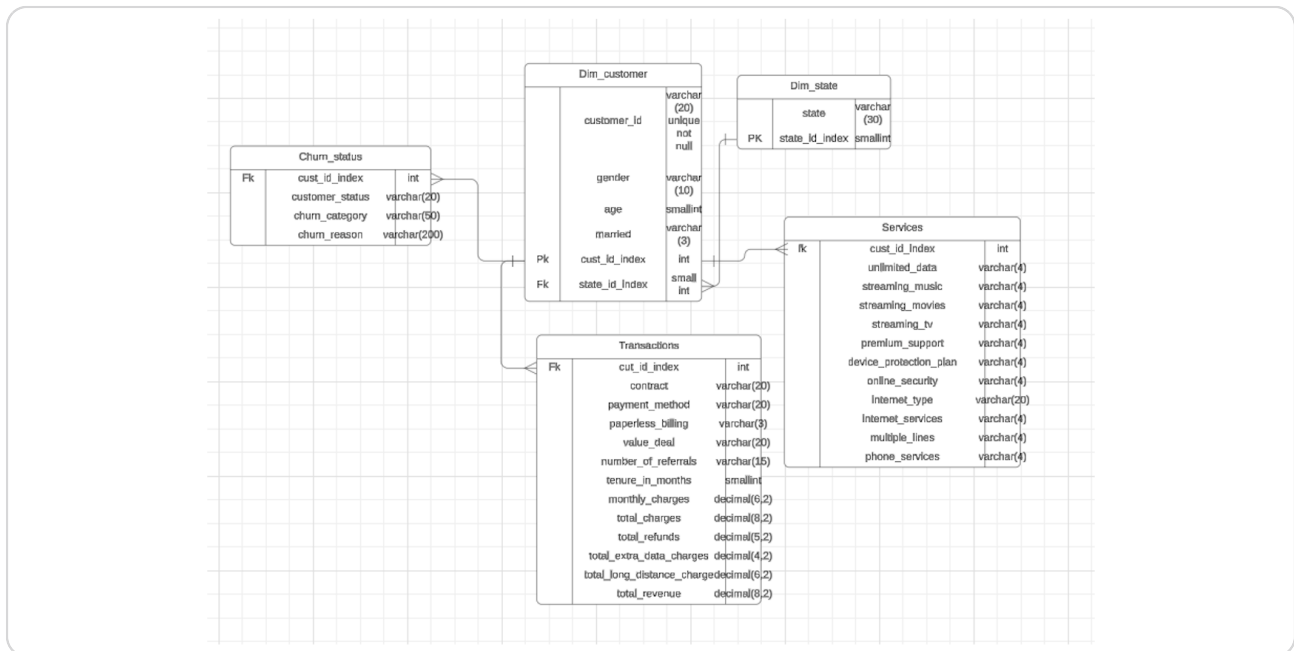 Dim_customer
customer_id varchar
(20)
unique
not
null
gender varchar
(10)
age smallint
married varchar
(3)
Pk cust_id_index int
Fk state_id_index small
int
Dim_state
state varchar
(30)
PK state_id_index smallint
Churn_status
Fk cust_id_index int
customer_status varchar(20)
churn_category varchar(50)
churn_reason varchar(200)
Services
fk cust_id_index int
unlimited_data varchar(4)
streaming_music varchar(4)
streaming_movies varchar(4)
streaming_tv varchar(4)
premium_support varchar(4)
device_protection_plan varchar(4)
online_security varchar(4)
internet_type varchar(20)
internet_services varchar(4)
multiple_lines varchar(4)
phone_services varchar(4)
Transactions
Fk cut_id_index int
contract varchar(20)
payment_method varchar(20)
paperless_billing varchar(3)
value_deal varchar(20)
number_of_referrals varchar(15)
tenure_in_months smallint
monthly_charges decimal(6,2)
total_charges decimal(8,2)
total_refunds decimal(5,2)
total_extra_data_charges decimal(4,2)
total_long_distance_charge decimal(6,2)
total_revenue decimal(8,2)